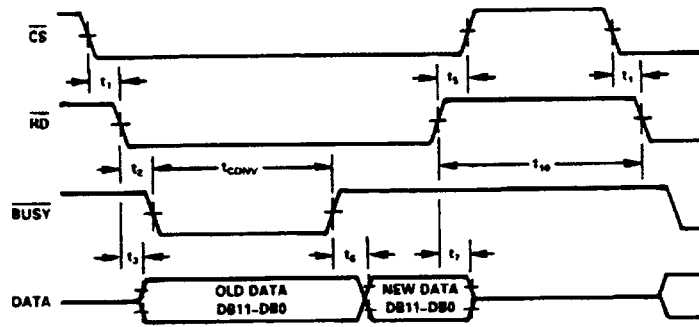 CS
t1
t5
t1
RD
t2
tCONV
t10
BUSY
t3
t6
t7
DATA
OLD DATA
DB11–DB0
NEW DATA
DB11–DB0